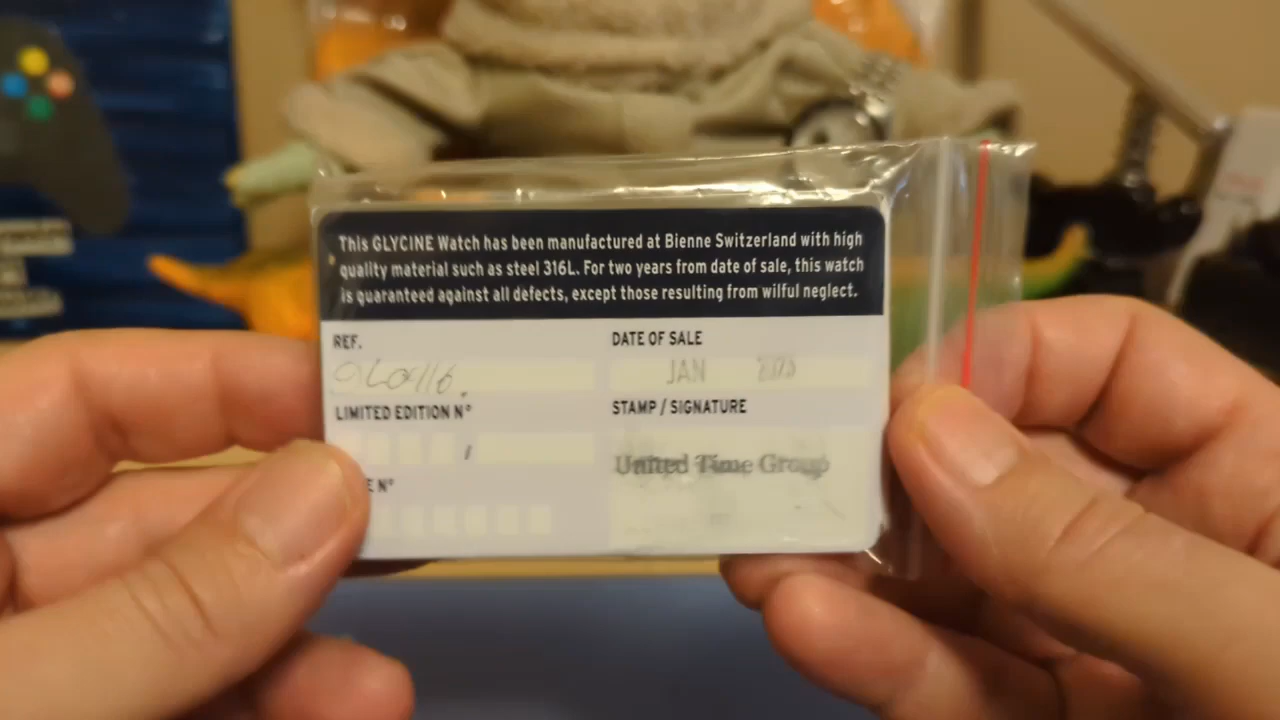 This GLYCINE Watch has been manufactured at Bienne Switzerland with high
quality material such as steel 316L. For two years from date of sale, this watch
is guaranteed against all defects, except those resulting from wilful neglect.
REF.
DATE OF SALE
JAN
LIMITED EDITION N°
/
STAMP / SIGNATURE
United Time Group
E N°